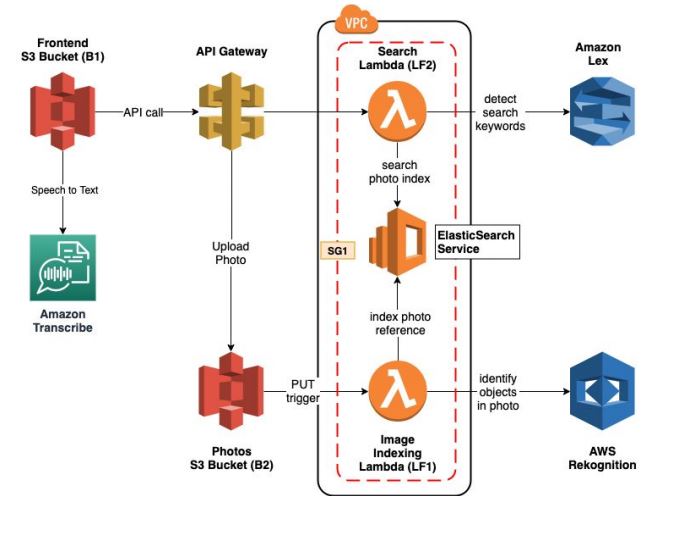 VPC
Frontend
S3 Bucket (B1)
API Gateway
Search
Lambda (LF2)
Amazon
Lex
API call
detect
search
keywords
Speech to Text
search
photo index
Upload
Photo
SG1
ElasticSearch
Service
Amazon
Transcribe
index photo
reference
PUT
trigger
identify
objects
in photo
Photos
S3 Bucket (B2)
Image
Indexing
Lambda (LF1)
AWS
Rekognition